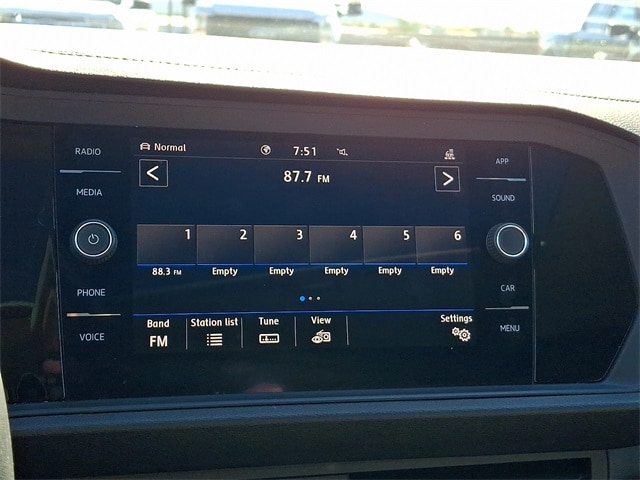 RADIO
MEDIA
PHONE
VOICE
Normal
7:51
87.7 FM
1 2 3 4 5 6
88.3 FM Empty Empty Empty Empty Empty
Band Station list Tune View Settings
FM
APP
SOUND
CAR
MENU